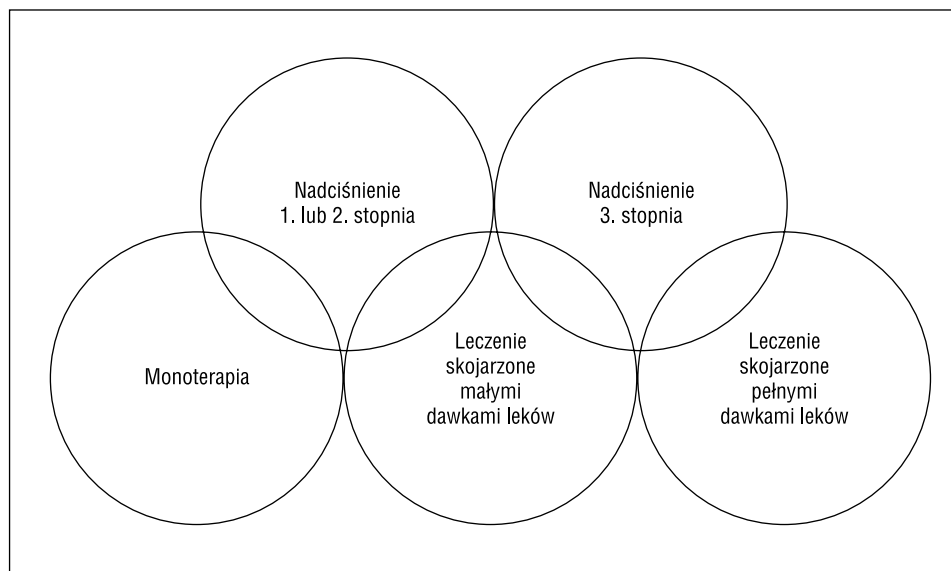 Nadciśnienie
1. lub 2. stopnia
Nadciśnienie
3. stopnia
Monoterapia
Leczenie
skojarzone
małymi
dawkami leków
Leczenie
skojarzone
pełnymi
dawkami leków